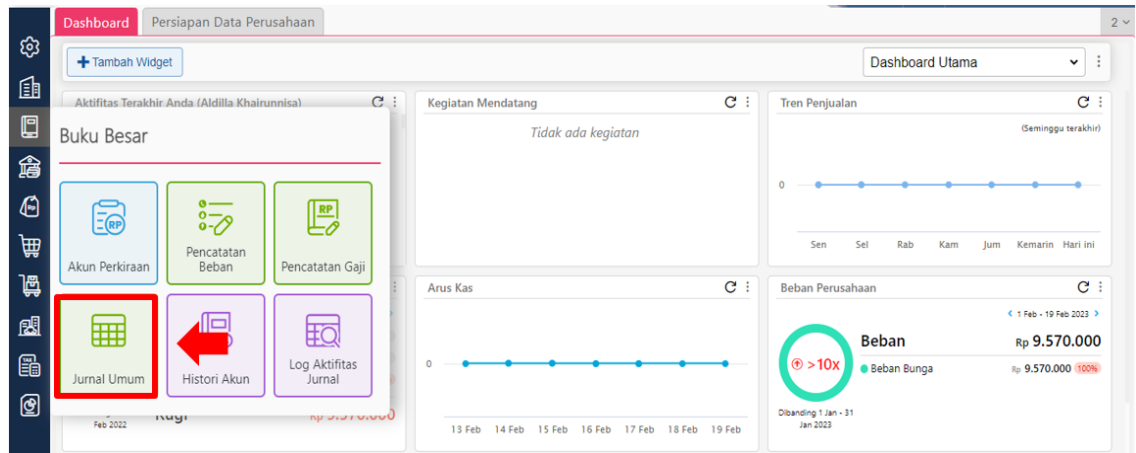 Dashboard
Persiapan Data Perusahaan
2
+ Tambah Widget
Dashboard Utama
Aktifitas Terakhir Anda (Aldilla Khairunnisa)
Buku Besar
Akun Perkiraan
Pencatatan
Beban
Pencatatan Gaji
Jurnal Umum
Histori Akun
Log Aktifitas
Jurnal
Feb 2022
Rugi
Rp 9.570.000
Kegiatan Mendatang
Tidak ada kegiatan
Tren Penjualan
(Seminggu terakhir)
0
Sen Sel Rab Kam Jum Kemarin Hari ini
Arus Kas
0
13 Feb 14 Feb 15 Feb 16 Feb 17 Feb 18 Feb 19 Feb
Beban Perusahaan
< 1 Feb - 19 Feb 2023 >
>10x
Beban Rp 9.570.000
Beban Bunga Rp 9.570.000 100%
Dibanding 1 Jan - 31
Jan 2023